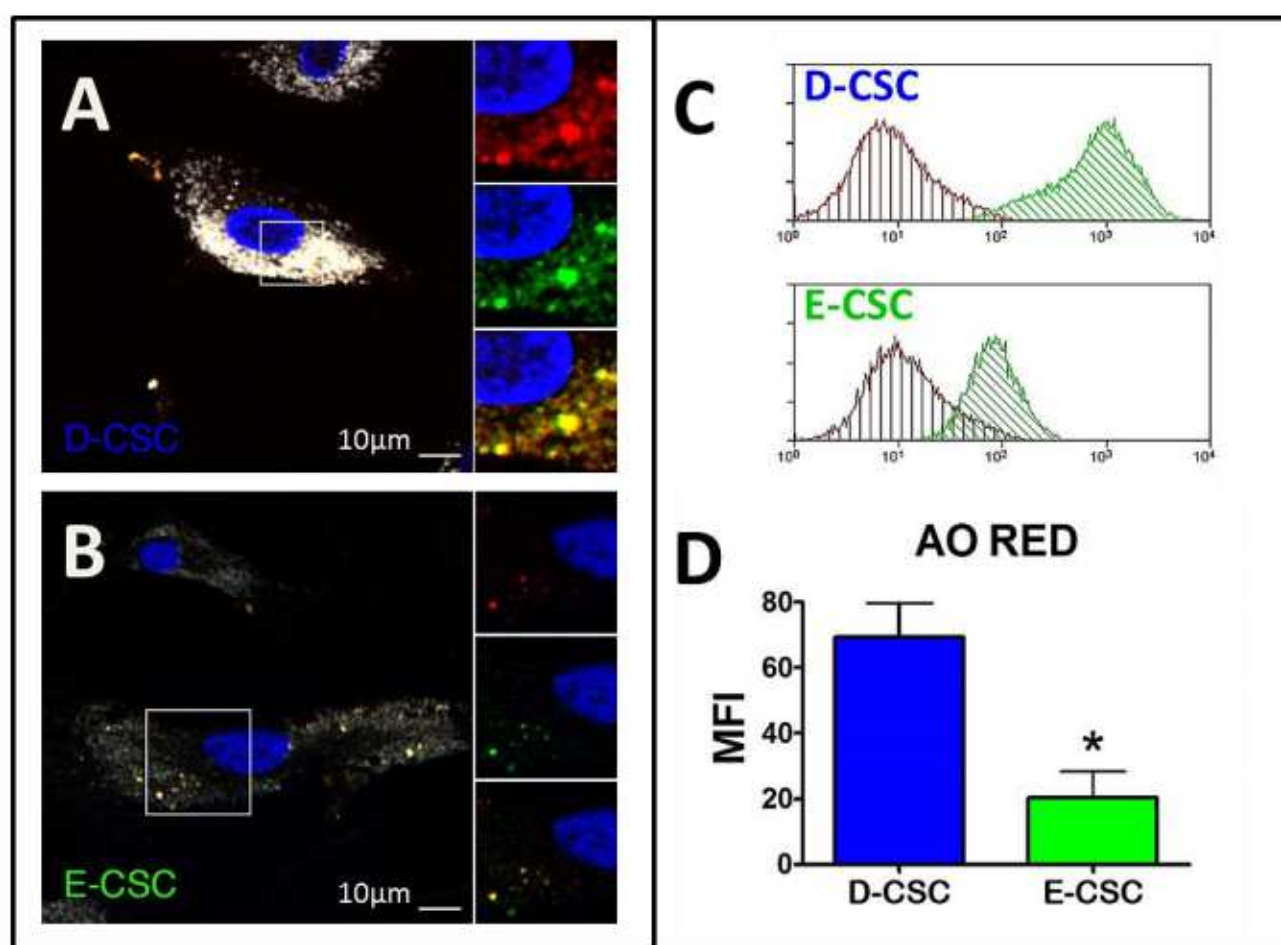 A
D-CSC
10µm
B
E-CSC
10µm
C
D-CSC
10⁰ 10¹ 10² 10³ 10⁴
E-CSC
10⁰ 10¹ 10² 10³ 10⁴
D
AO RED
MFI
80
60
40
20
0
*
D-CSC E-CSC